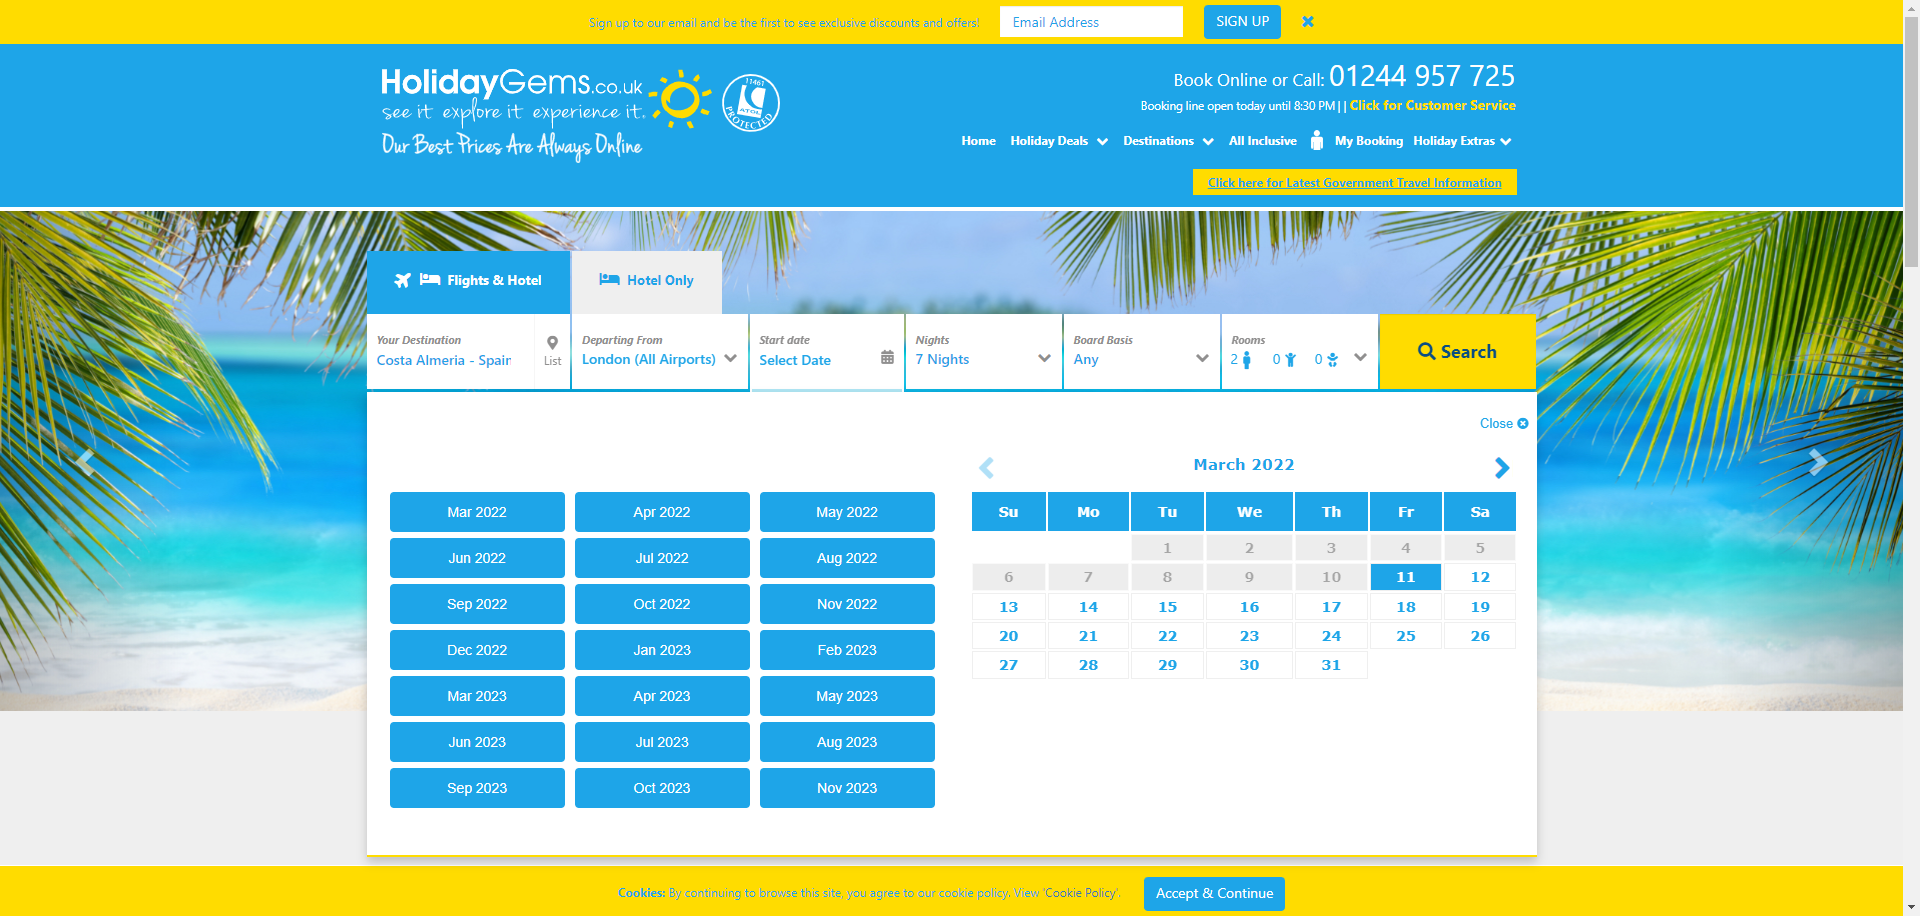 Sign up to our email and be the first to see exclusive discounts and offers!
Email Address
SIGN UP
HolidayGems.co.uk
see it explore it experience it.
Our Best Prices Are Always Online
11461
ATOL
PROTECTED
Book Online or Call: 01244 957 725
Booking line open today until 8:30 PM | | Click for Customer Service
Home Holiday Deals Destinations All Inclusive My Booking Holiday Extras
Click here for Latest Government Travel Information
Flights & Hotel
Hotel Only
Your Destination
Costa Almeria - Spain
List
Departing From
London (All Airports)
Start date
Select Date
Nights
7 Nights
Board Basis
Any
Rooms
2 0 0
Search
Close
Mar 2022 Apr 2022 May 2022
Jun 2022 Jul 2022 Aug 2022
Sep 2022 Oct 2022 Nov 2022
Dec 2022 Jan 2023 Feb 2023
Mar 2023 Apr 2023 May 2023
Jun 2023 Jul 2023 Aug 2023
Sep 2023 Oct 2023 Nov 2023
March 2022
Su Mo Tu We Th Fr Sa
1 2 3 4 5
6 7 8 9 10 11 12
13 14 15 16 17 18 19
20 21 22 23 24 25 26
27 28 29 30 31
Cookies: By continuing to browse this site, you agree to our cookie policy. View 'Cookie Policy'.
Accept & Continue